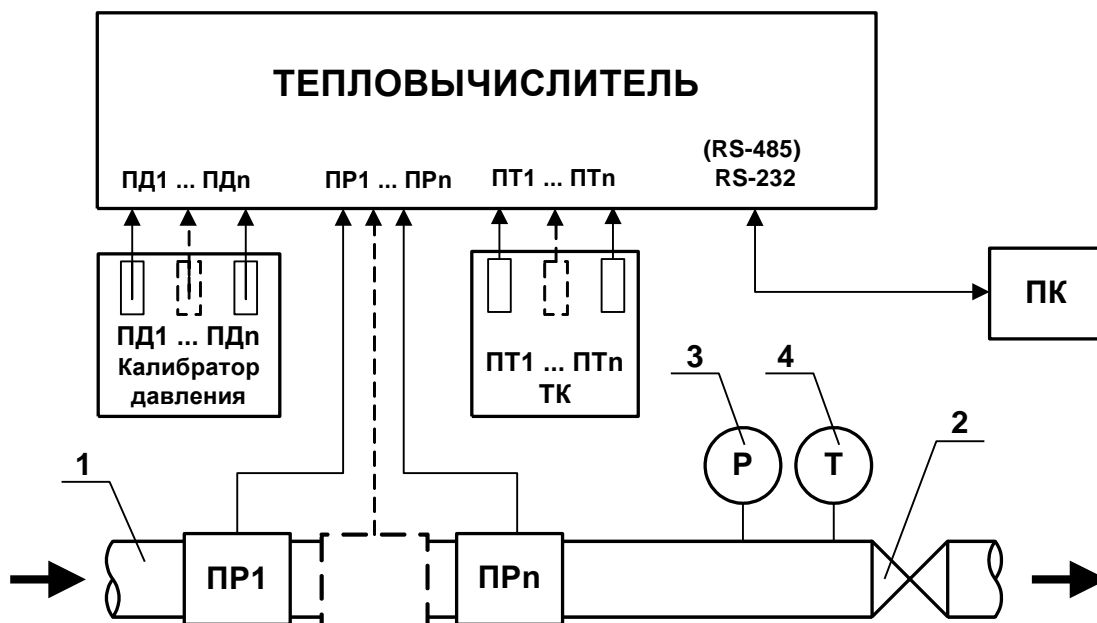 ТЕПЛОВЫЧИСЛИТЕЛЬ
(RS-485)
ПД1 ... ПДn ПР1 ... ПРn ПТ1 ... ПТn RS-232
ПК
ПД1 ... ПДn
Калибратор
давления
ПТ1 ... ПТn
ТК
3 4
2
1
P T
ПР1 ПРn